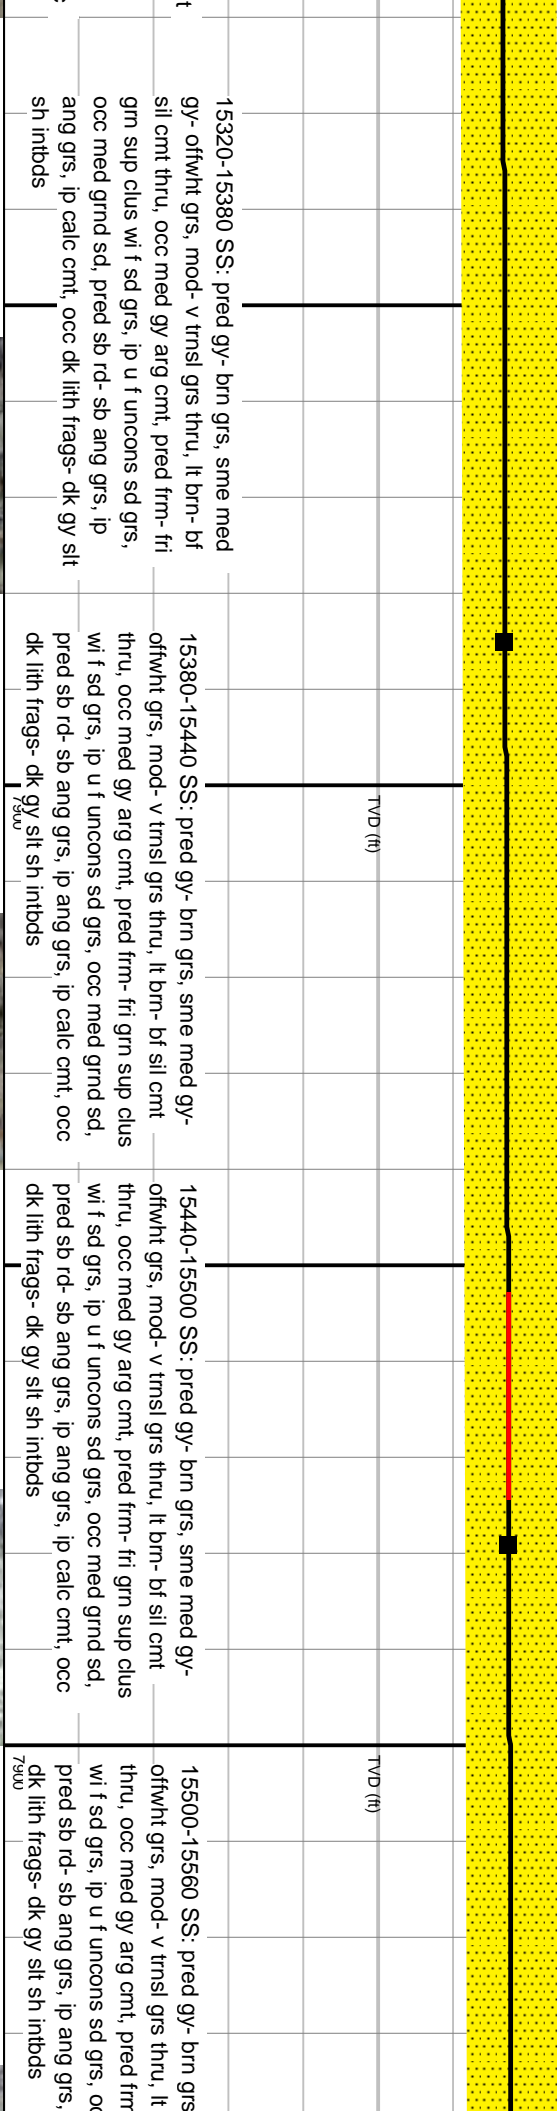 15320-15380 SS: pred gy- brn grs, sme med
gy- offwht grs, mod- v trnsl grs thru, lt brn- bf
sil cmt thru, occ med gy arg cmt, pred frm- fri
grn sup clus wi f sd grs, ip u f uncons sd grs,
occ med grnd sd, pred sb rd- sb ang grs, ip
ang grs, ip calc cmt, occ dk lith frags- dk gy slt
sh intbds
TVD (ft)
15380-15440 SS: pred gy- brn grs, sme med gy-
offwht grs, mod- v trnsl grs thru, lt brn- bf sil cmt
thru, occ med gy arg cmt, pred frm- fri grn sup clus
wi f sd grs, ip u f uncons sd grs, occ med grnd sd,
pred sb rd- sb ang grs, ip ang grs, ip calc cmt, occ
dk lith frags- dk gy slt sh intbds
7900
15440-15500 SS: pred gy- brn grs, sme med gy-
offwht grs, mod- v trnsl grs thru, lt brn- bf sil cmt
thru, occ med gy arg cmt, pred frm- fri grn sup clus
wi f sd grs, ip u f uncons sd grs, occ med grnd sd,
pred sb rd- sb ang grs, ip ang grs, ip calc cmt, occ
dk lith frags- dk gy slt sh intbds
TVD (ft)
15500-15560 SS: pred gy- brn grs
offwht grs, mod- v trnsl grs thru, lt
thru, occ med gy arg cmt, pred frm
wi f sd grs, ip u f uncons sd grs, oc
pred sb rd- sb ang grs, ip ang grs,
dk lith frags- dk gy slt sh intbds
7900